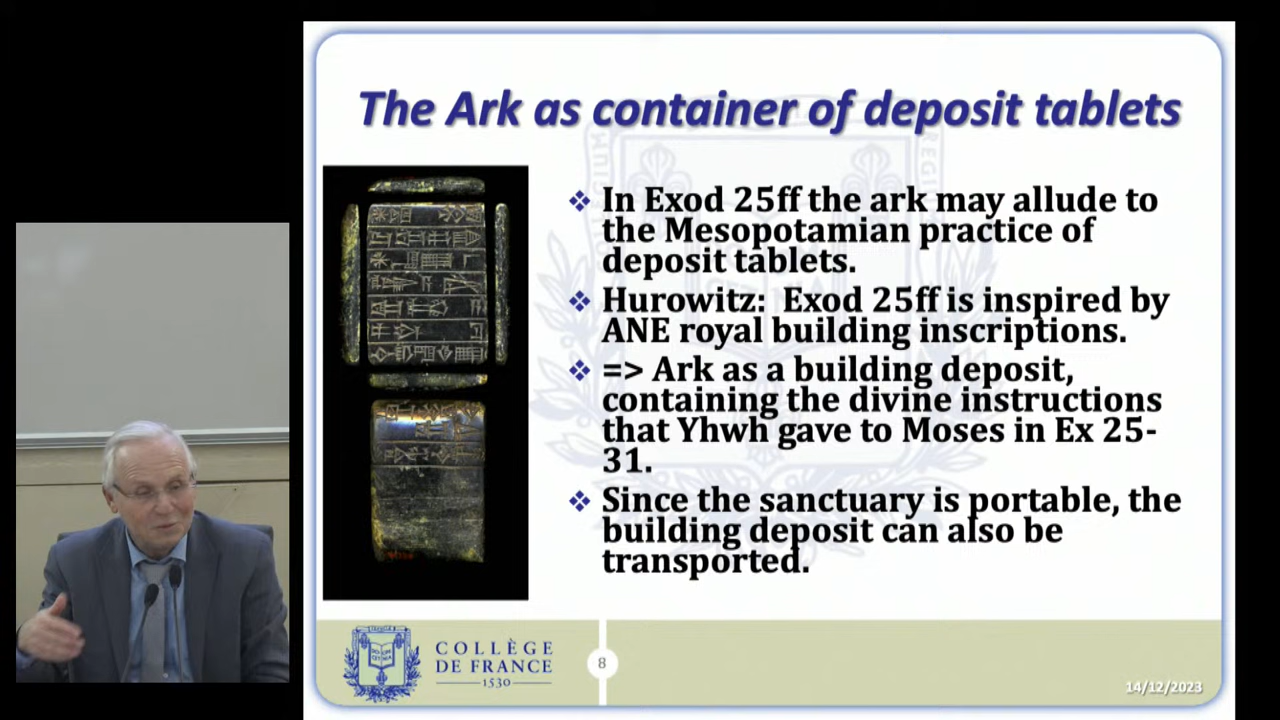 The Ark as container of deposit tablets
❖ In Exod 25ff the ark may allude to
the Mesopotamian practice of
deposit tablets.
❖ Hurowitz: Exod 25ff is inspired by
ANE royal building inscriptions.
❖ => Ark as a building deposit,
containing the divine instructions
that Yhwh gave to Moses in Ex 25-
31.
❖ Since the sanctuary is portable, the
building deposit can also be
transported.
COLLÈGE
DE FRANCE
1530
8
14/12/2023